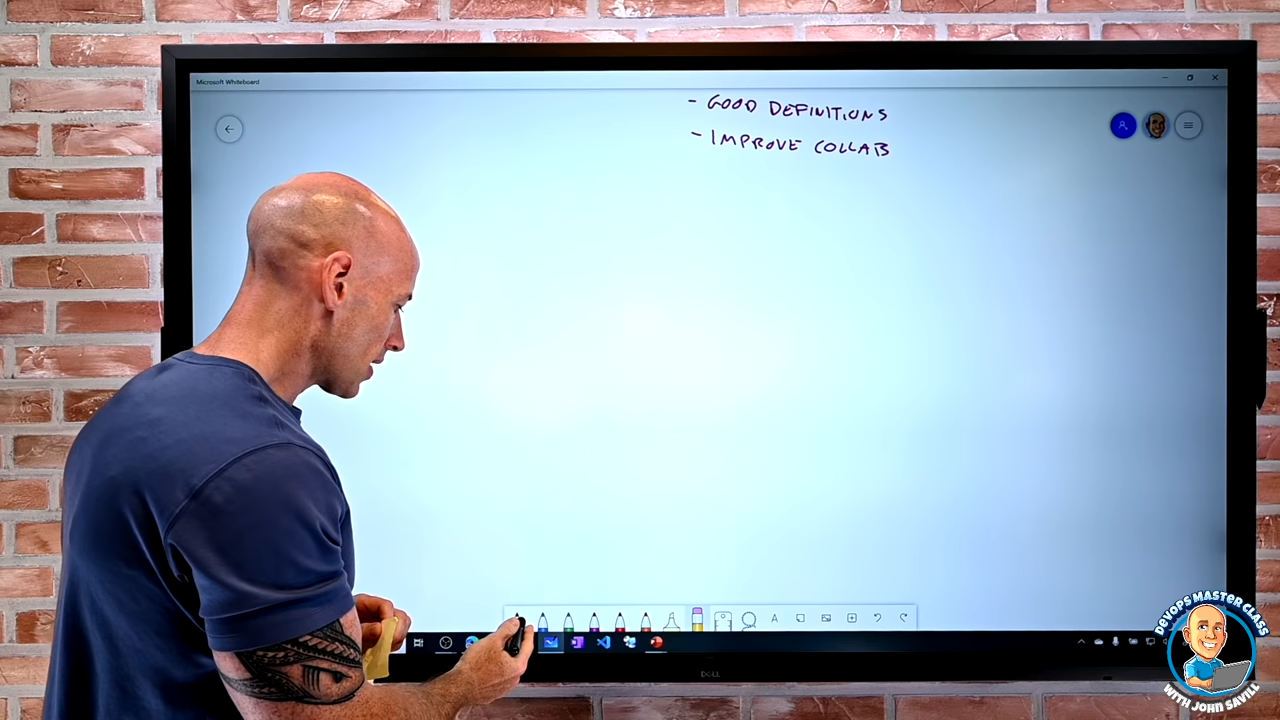 Microsoft Whiteboard
- GOOD DEFINITIONS
- IMPROVE COLLAB
A
DELL
DEVOPS MASTER CLASS
WITH JOHN SAVILL